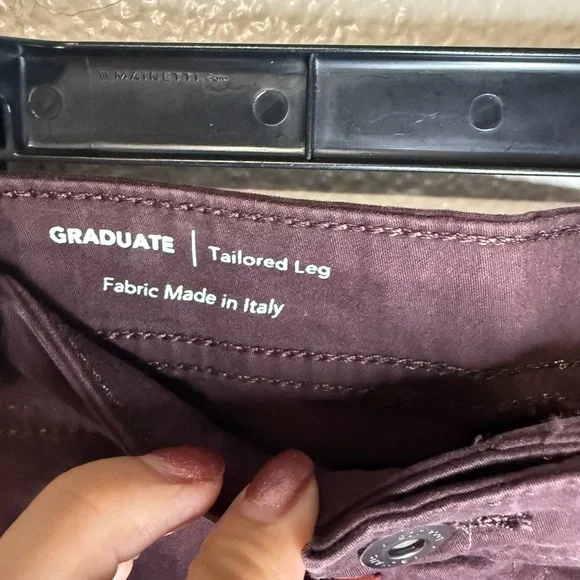 MAINETTI.com
GRADUATE | Tailored Leg
Fabric Made in Italy